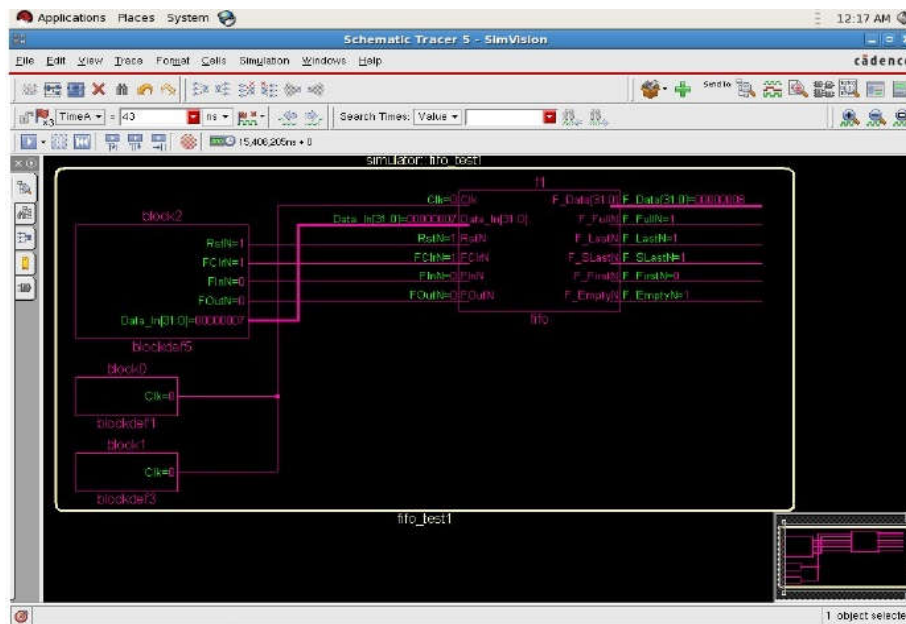 Applications Places System 12:17 AM
Schematic Tracer 5 - SimVision
File Edit View Trace Format Cells Simulation Windows Help cādence
Send to
TimeA = 43 ns Search Times: Value
15,408,205ns + 0
simulator: fifo_test1
f1
Clk=0 Clk F_Data[31:0] F_Data[31:0]=00000008
block2 Data_In[31:0]=00000007 Data_In[31:0] F_FullN F_FullN=1
RstN=1 RstN=1 RstN F_LastN F_LastN=1
FClrN=1 FClrN=1 FClrN F_SLastN F_SLastN=1
FInN=0 FInN=0 FInN F_FirstN F_FirstN=0
FOutN=0 FOutN=0 FOutN F_EmptyN F_EmptyN=1
Data_In[31:0]=00000007 fifo
blockdef5
block0
Clk=0
blockdef1
block1
Clk=0
blockdef3
fifo_test1
1 object selecte